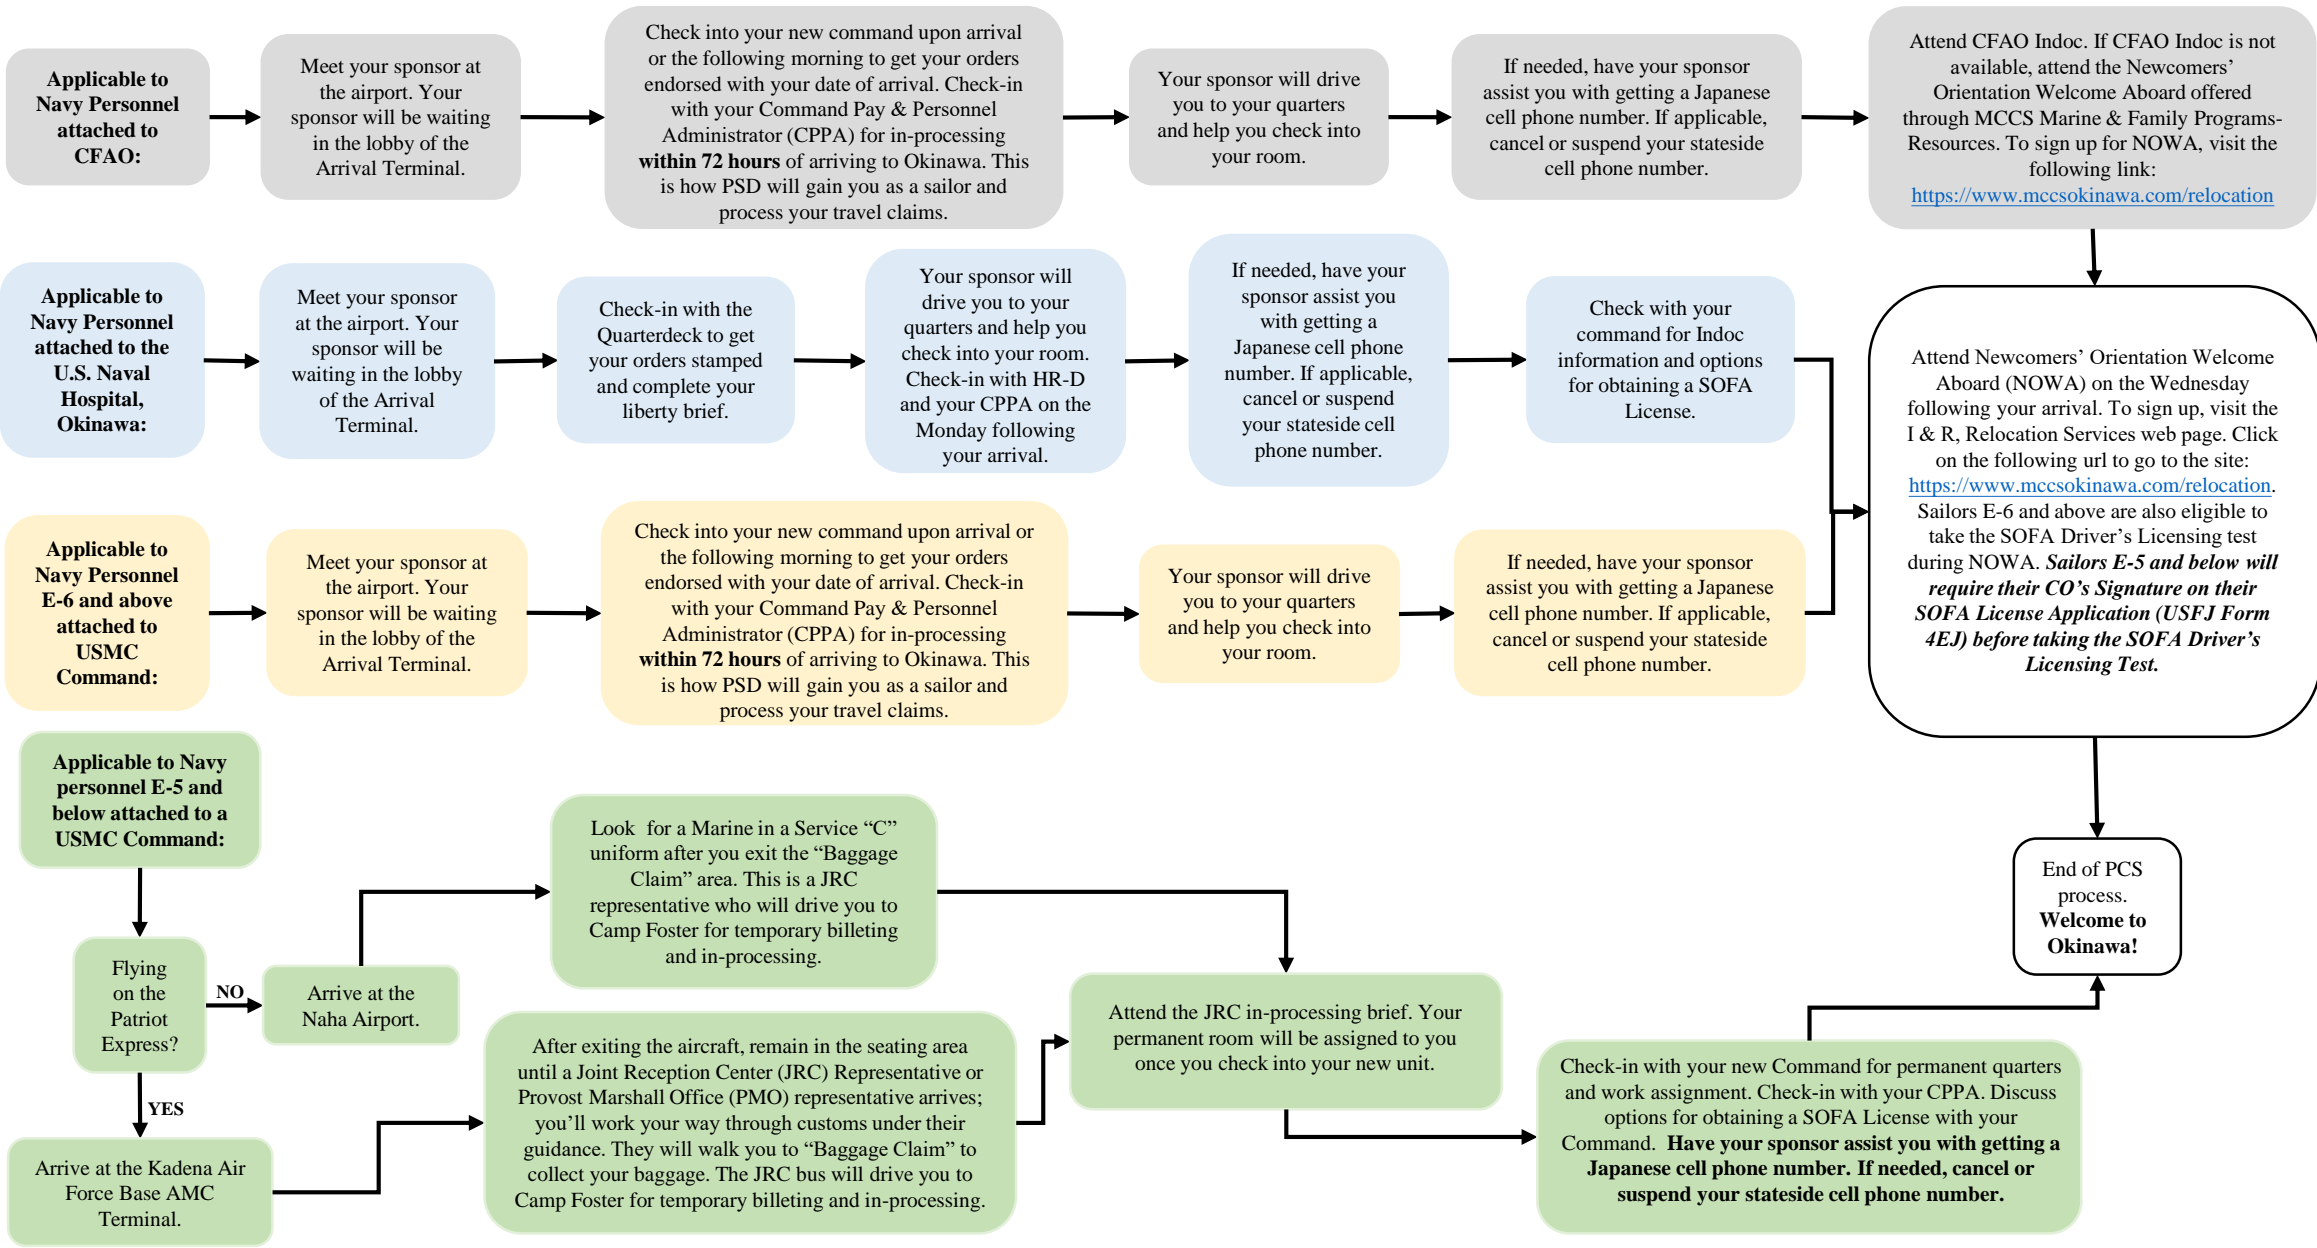 Applicable to
Navy Personnel
attached to
CFAO:
Meet your sponsor at
the airport. Your
sponsor will be waiting
in the lobby of the
Arrival Terminal.
Check into your new command upon arrival
or the following morning to get your orders
endorsed with your date of arrival. Check-in
with your Command Pay & Personnel
Administrator (CPPA) for in-processing
within 72 hours of arriving to Okinawa. This
is how PSD will gain you as a sailor and
process your travel claims.
Your sponsor will drive
you to your quarters
and help you check into
your room.
If needed, have your sponsor
assist you with getting a Japanese
cell phone number. If applicable,
cancel or suspend your stateside
cell phone number.
Attend CFAO Indoc. If CFAO Indoc is not
available, attend the Newcomers’
Orientation Welcome Aboard offered
through MCCS Marine & Family Programs-
Resources. To sign up for NOWA, visit the
following link:
https://www.mccsokinawa.com/relocation
Applicable to
Navy Personnel
attached to the
U.S. Naval
Hospital,
Okinawa:
Meet your sponsor
at the airport. Your
sponsor will be
waiting in the lobby
of the Arrival
Terminal.
Check-in with the
Quarterdeck to get
your orders stamped
and complete your
liberty brief.
Your sponsor will
drive you to your
quarters and help you
check into your room.
Check-in with HR-D
and your CPPA on the
Monday following
your arrival.
If needed, have your
sponsor assist you
with getting a
Japanese cell phone
number. If applicable,
cancel or suspend
your stateside cell
phone number.
Check with your
command for Indoc
information and options
for obtaining a SOFA
License.
Attend Newcomers’ Orientation Welcome
Aboard (NOWA) on the Wednesday
following your arrival. To sign up, visit the
I & R, Relocation Services web page. Click
on the following url to go to the site:
https://www.mccsokinawa.com/relocation.
Sailors E-6 and above are also eligible to
take the SOFA Driver’s Licensing test
during NOWA. Sailors E-5 and below will
require their CO’s Signature on their
SOFA License Application (USFJ Form
4EJ) before taking the SOFA Driver’s
Licensing Test.
Applicable to
Navy Personnel
E-6 and above
attached to
USMC
Command:
Meet your sponsor at
the airport. Your
sponsor will be waiting
in the lobby of the
Arrival Terminal.
Check into your new command upon arrival or
the following morning to get your orders
endorsed with your date of arrival. Check-in
with your Command Pay & Personnel
Administrator (CPPA) for in-processing
within 72 hours of arriving to Okinawa. This
is how PSD will gain you as a sailor and
process your travel claims.
Your sponsor will drive
you to your quarters
and help you check into
your room.
If needed, have your sponsor
assist you with getting a Japanese
cell phone number. If applicable,
cancel or suspend your stateside
cell phone number.
Applicable to Navy
personnel E-5 and
below attached to a
USMC Command:
Flying
on the
Patriot
Express?
NO
Arrive at the
Naha Airport.
YES
Arrive at the Kadena Air
Force Base AMC
Terminal.
Look for a Marine in a Service “C”
uniform after you exit the “Baggage
Claim” area. This is a JRC
representative who will drive you to
Camp Foster for temporary billeting
and in-processing.
After exiting the aircraft, remain in the seating area
until a Joint Reception Center (JRC) Representative or
Provost Marshall Office (PMO) representative arrives;
you’ll work your way through customs under their
guidance. They will walk you to “Baggage Claim” to
collect your baggage. The JRC bus will drive you to
Camp Foster for temporary billeting and in-processing.
Attend the JRC in-processing brief. Your
permanent room will be assigned to you
once you check into your new unit.
Check-in with your new Command for permanent quarters
and work assignment. Check-in with your CPPA. Discuss
options for obtaining a SOFA License with your
Command. Have your sponsor assist you with getting a
Japanese cell phone number. If needed, cancel or
suspend your stateside cell phone number.
End of PCS
process.
Welcome to
Okinawa!